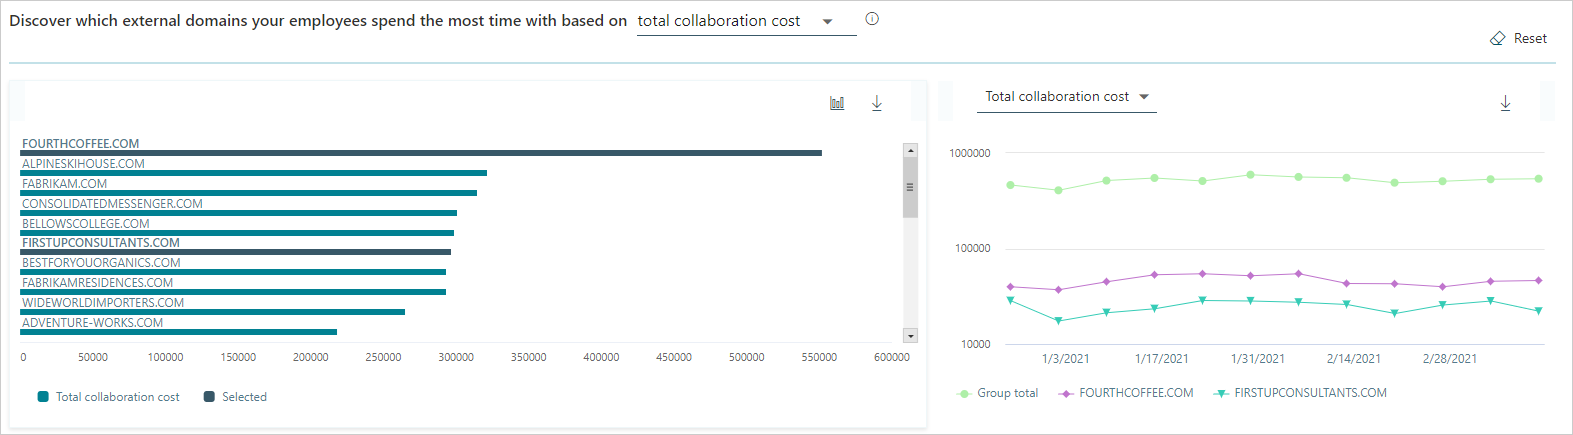 Discover which external domains your employees spend the most time with based on total collaboration cost
Reset
FOURTHCOFFEE.COM
ALPINESKIHOUSE.COM
FABRIKAM.COM
CONSOLIDATEDMESSENGER.COM
BELLOWSCOLLEGE.COM
FIRSTUPCONSULTANTS.COM
BESTFORYOUORGANICS.COM
FABRIKAMRESIDENCES.COM
WIDEWORLDIMPORTERS.COM
ADVENTURE-WORKS.COM
0 50000 100000 150000 200000 250000 300000 350000 400000 450000 500000 550000 600000
Total collaboration cost Selected
Total collaboration cost
1000000
100000
10000
1/3/2021 1/17/2021 1/31/2021 2/14/2021 2/28/2021
Group total FOURTHCOFFEE.COM FIRSTUPCONSULTANTS.COM